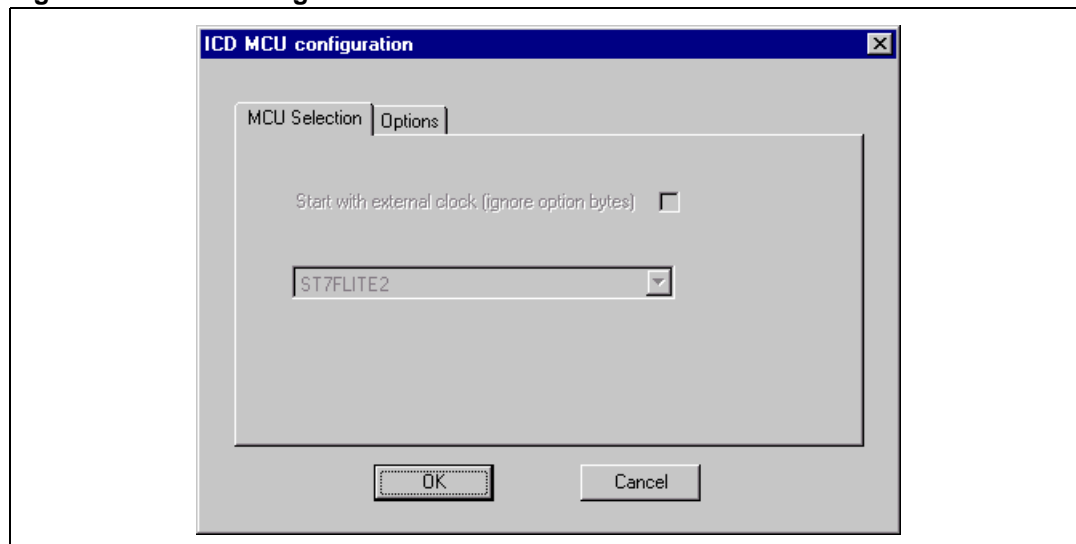 ICD MCU configuration
MCU Selection Options
Start with external clock (ignore option bytes)
ST7FLITE2
OK Cancel